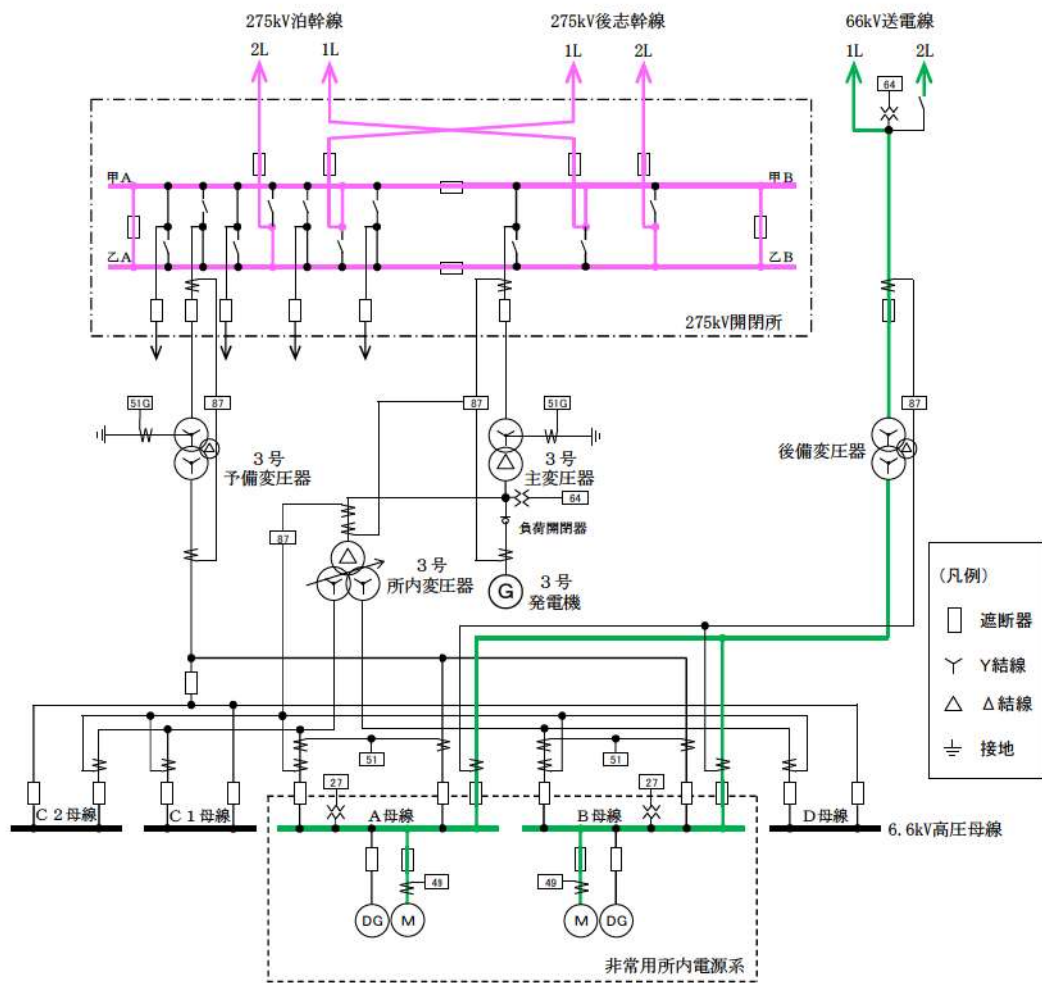 275kV泊幹線
275kV後志幹線
66kV送電線
2L
1L
1L
2L
1L
2L
64
甲A
甲B
乙A
乙B
275kV開閉所
51G
87
87
51G
87
3号
予備変圧器
3号
主変圧器
後備変圧器
64
負荷開閉器
87
3号
所内変圧器
G
3号
発電機
(凡例)
遮断器
Y結線
Δ結線
接地
51
51
27
27
C2母線
C1母線
A母線
B母線
D母線
6.6kV高圧母線
49
49
DG
M
M
DG
非常用所内電源系